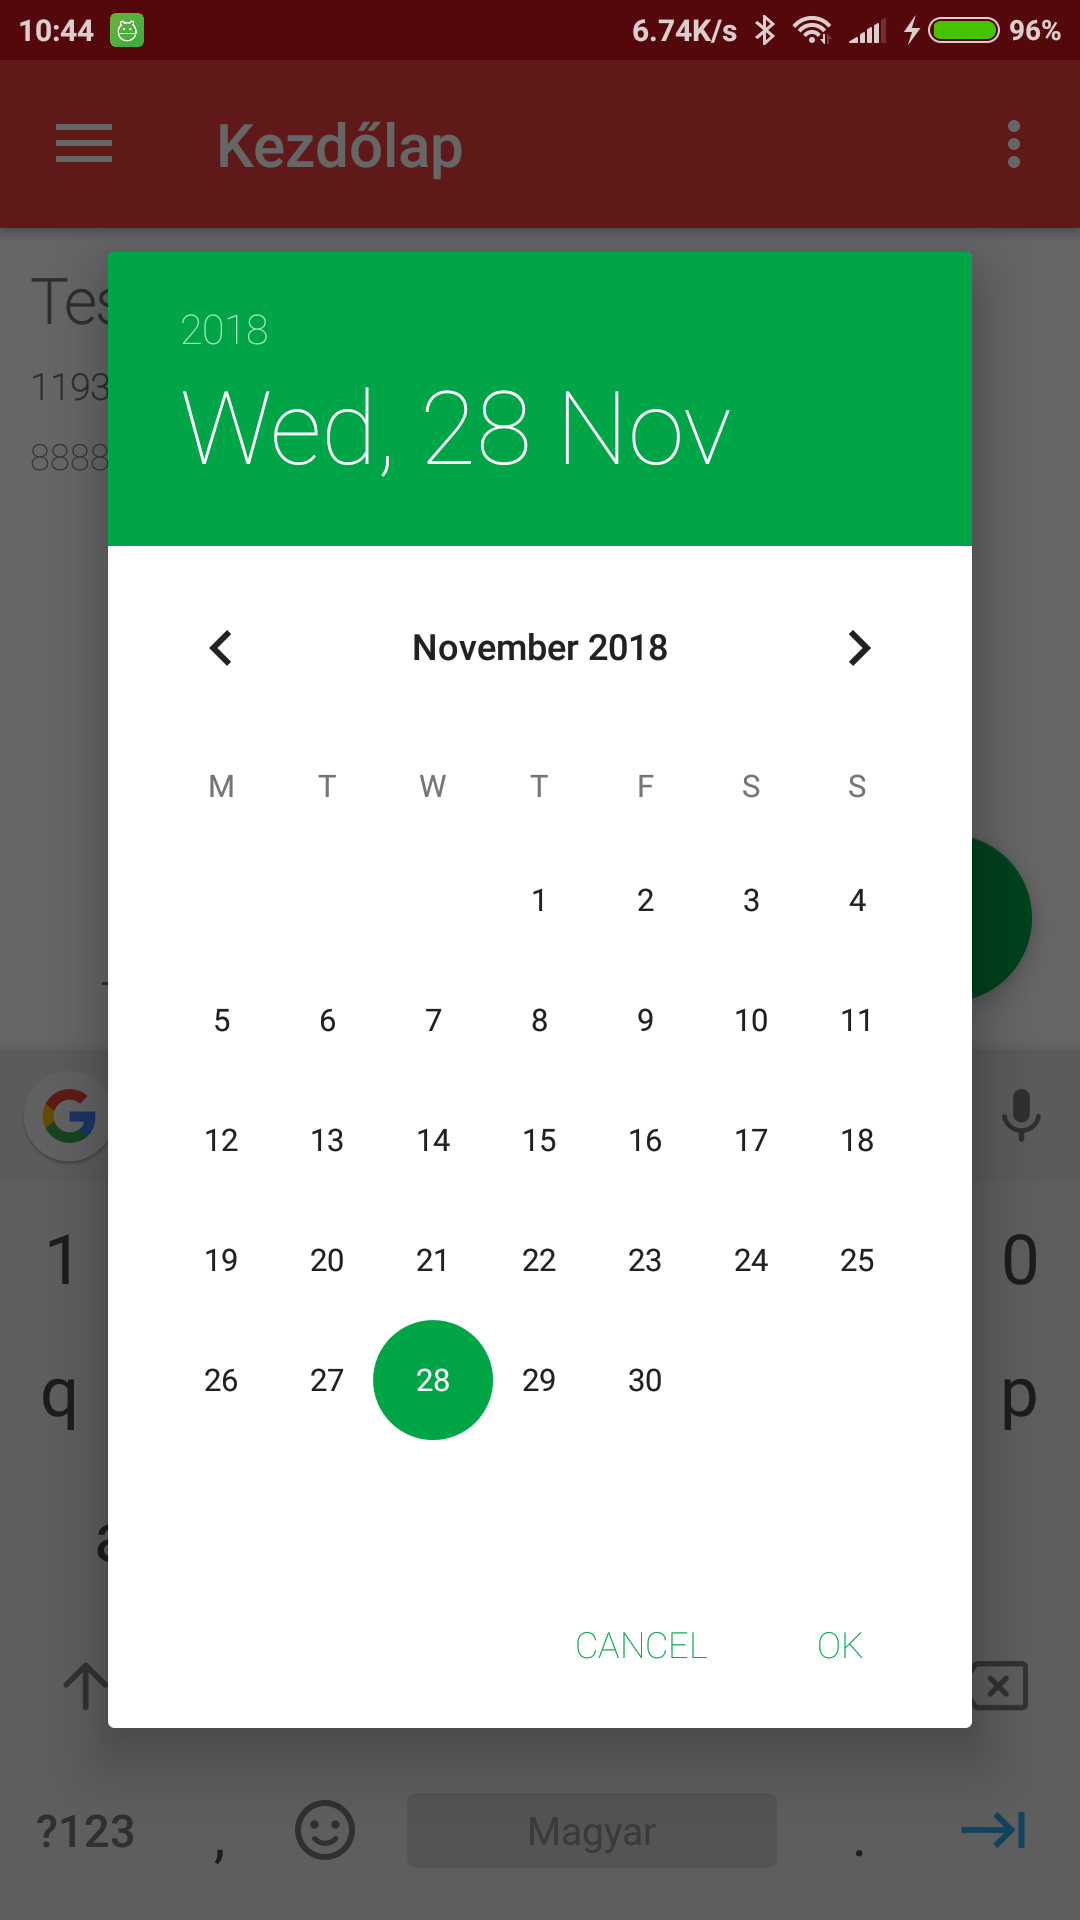 10:44 6.74K/s 96%
Kezdőlap
1193
8888
2018
Wed, 28 Nov
November 2018
M T W T F S S
1 2 3 4
5 6 7 8 9 10 11
12 13 14 15 16 17 18
19 20 21 22 23 24 25
26 27 28 29 30
CANCEL OK
1 0
q p
?123 , Magyar .